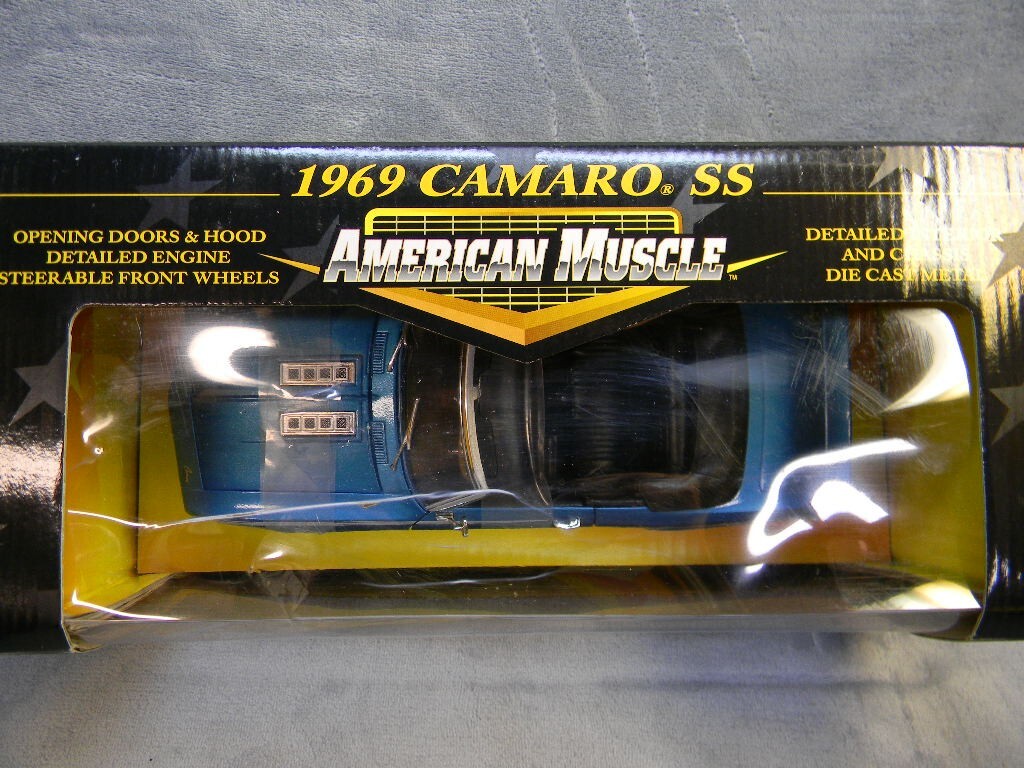 1969 CAMARO® SS
OPENING DOORS & HOOD
DETAILED ENGINE
STEERABLE FRONT WHEELS
AMERICAN MUSCLE™
DETAILED
AND
DIE CAST METAL